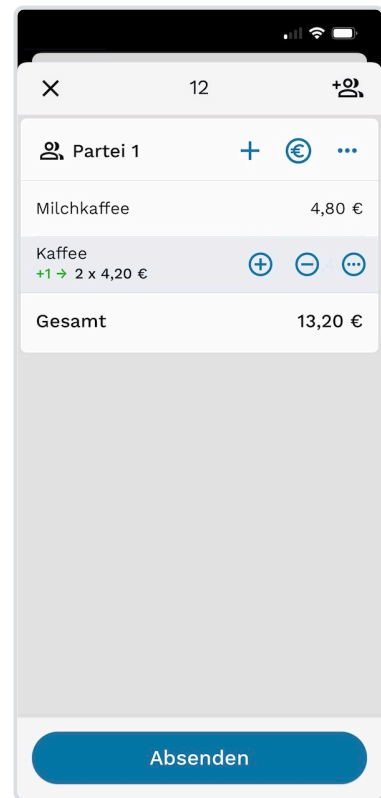 12
Partei 1
Milchkaffee 4,80 €
Kaffee
+1 → 2 x 4,20 €
Gesamt 13,20 €
Absenden